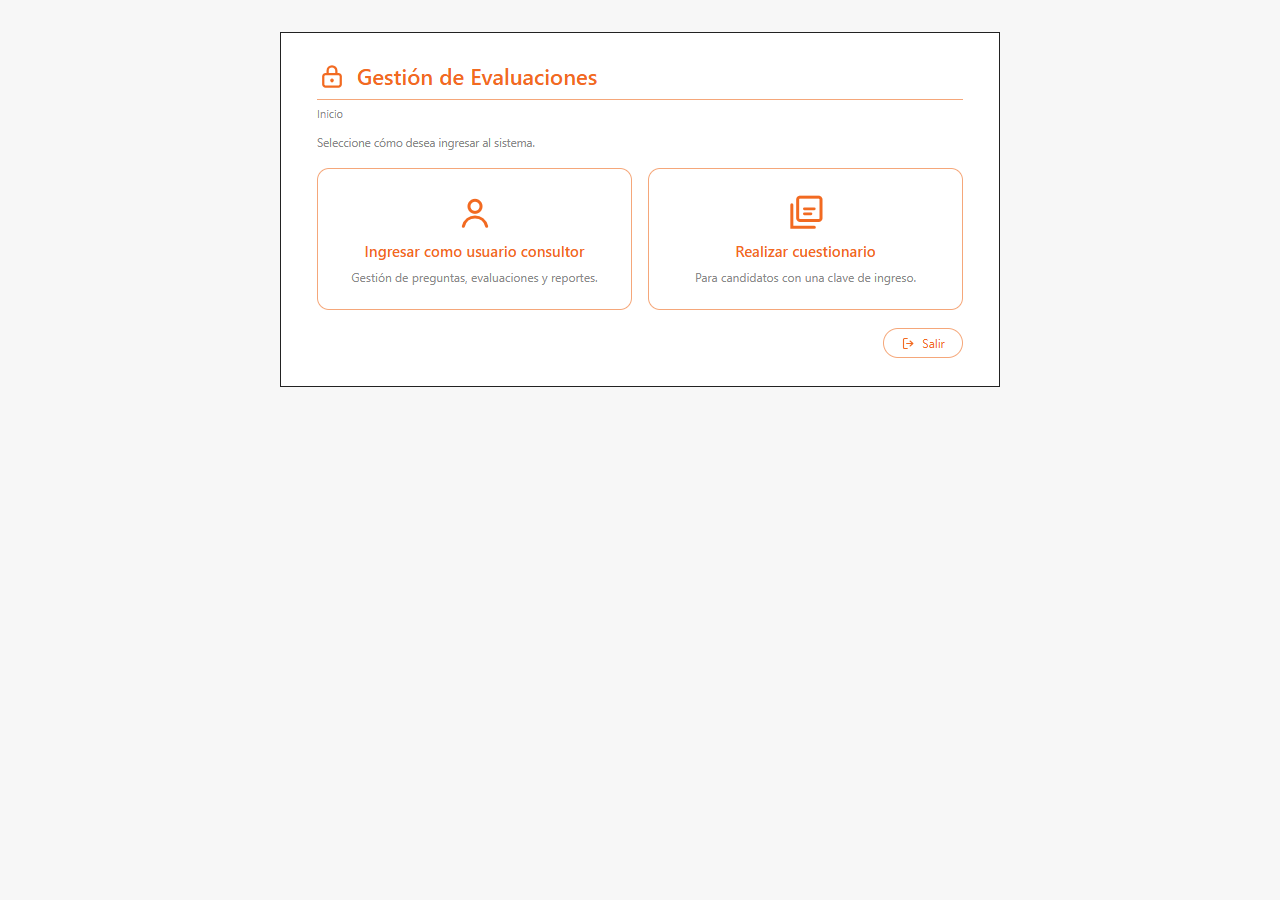 Gestión de Evaluaciones
Inicio
Seleccione cómo desea ingresar al sistema.
Ingresar como usuario consultor
Gestión de preguntas, evaluaciones y reportes.
Realizar cuestionario
Para candidatos con una clave de ingreso.
Salir